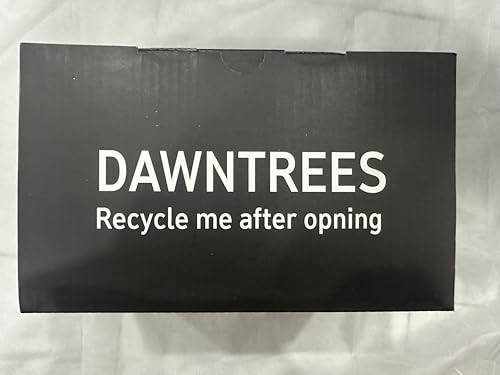 DAWNTREES
Recycle me after opning